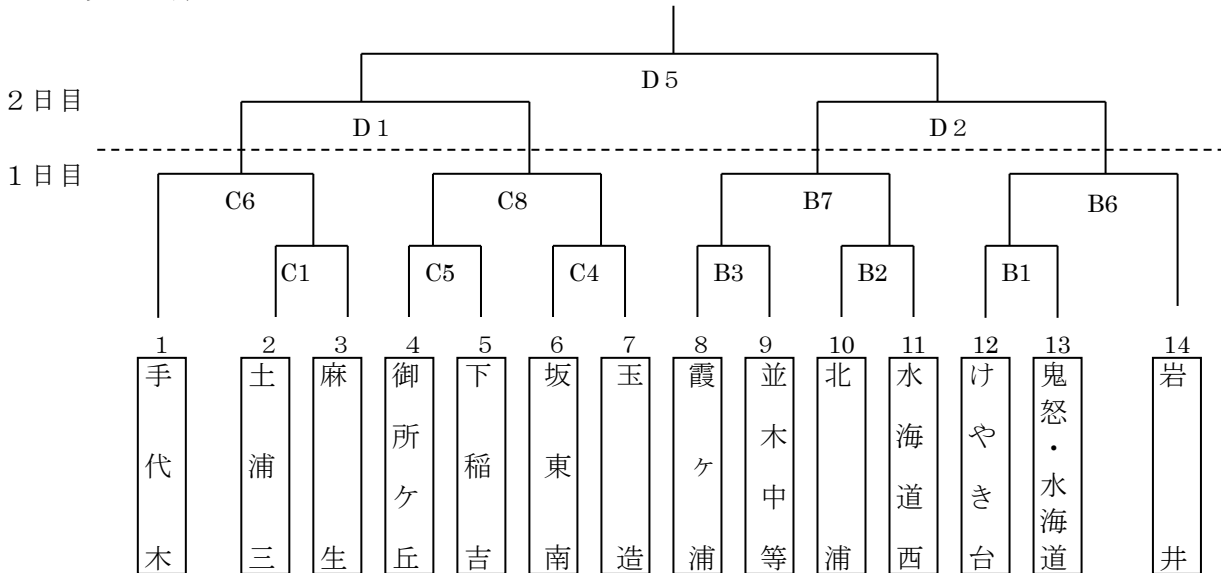 D5
2日目
D1 D2
1日目
C6 C8 B7 B6
C1 C5 C4 B3 B2 B1
1 2 3 4 5 6 7 8 9 10 11 12 13 14
手代木
土浦三
麻生
御所ケ丘
下稲吉
坂東南
玉造
霞ヶ浦
並木中等
北浦
水海道西
けやき台
鬼怒・水海道
岩井